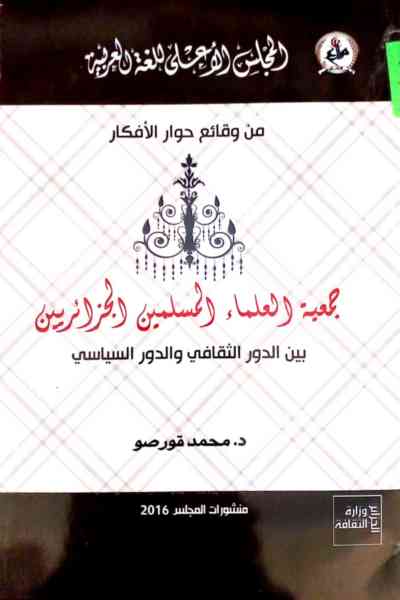 المجلس الأعلى للغة العربية
من وقائع حوار الأفكار
جمعية العلماء المسلمين الجزائريين
بين الدور الثقافي والدور السياسي
د. محمد قورصو
منشورات المجلس 2016
وزارة
الثقافة
الجزائر